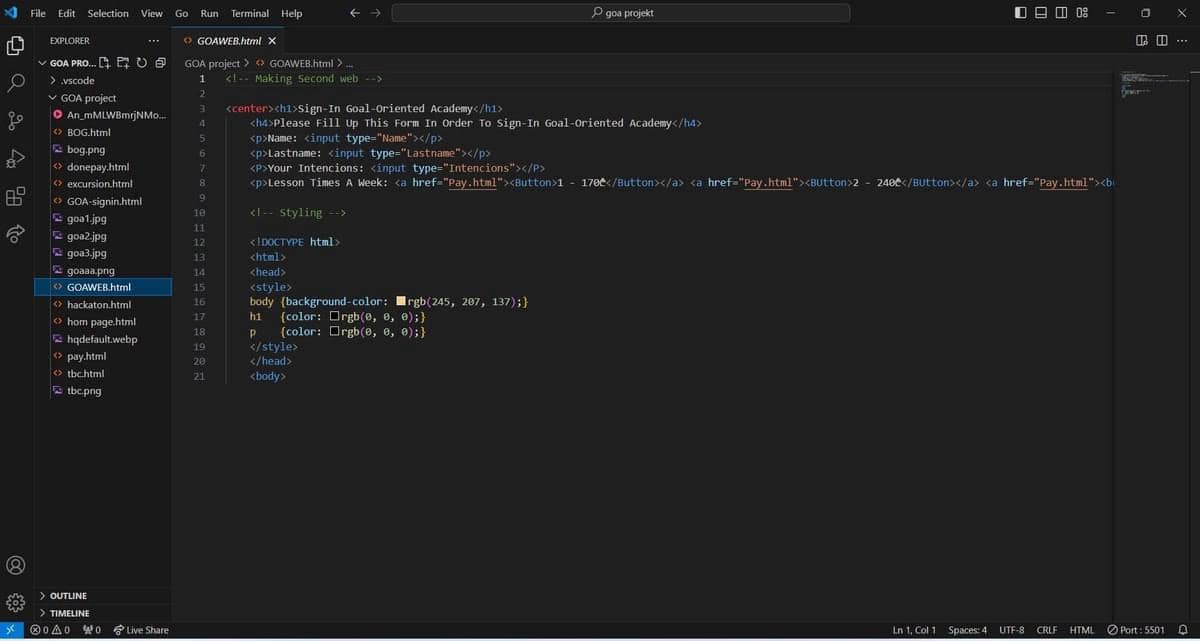 File Edit Selection View Go Run Terminal Help
goa projekt
EXPLORER
GOA PRO...
.vscode
GOA project
An_mMLWBmrjNMo...
BOG.html
bog.png
donepay.html
excursion.html
GOA-signin.html
goa1.jpg
goa2.jpg
goa3.jpg
goaaa.png
GOAWEB.html
hackaton.html
hom page.html
hqdefault.webp
pay.html
tbc.html
tbc.png
OUTLINE
TIMELINE
GOAWEB.html
GOA project > GOAWEB.html > ...
1 <!-- Making Second web -->
2
3 <center><h1>Sign-In Goal-Oriented Academy</h1>
4 <h4>Please Fill Up This Form In Order To Sign-In Goal-Oriented Academy</h4>
5 <p>Name: <input type="Name"></p>
6 <p>Lastname: <input type="Lastname"></p>
7 <P>Your Intencions: <input type="Intencions"></P>
8 <p>Lesson Times A Week: <a href="Pay.html"><Button>1 - 170₾</Button></a> <a href="Pay.html"><BUtton>2 - 240₾</BUtton></a> <a href="Pay.html"><b
9
10 <!-- Styling -->
11
12 <!DOCTYPE html>
13 <html>
14 <head>
15 <style>
16 body {background-color: rgb(245, 207, 137);}
17 h1 {color: rgb(0, 0, 0);}
18 p {color: rgb(0, 0, 0);}
19 </style>
20 </head>
21 <body>
0 0 0 Live Share
Ln 1, Col 1 Spaces: 4 UTF-8 CRLF HTML Port : 5501